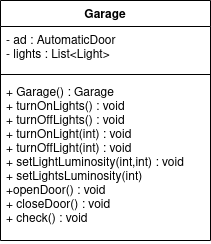 Garage
- ad : AutomaticDoor
- lights : List<Light>
+ Garage() : Garage
+ turnOnLights() : void
+ turnOffLights() : void
+ turnOnLight(int) : void
+ turnOffLight(int) : void
+ setLightLuminosity(int,int) : void
+ setLightsLuminosity(int)
+openDoor() : void
+ closeDoor() : void
+ check() : void